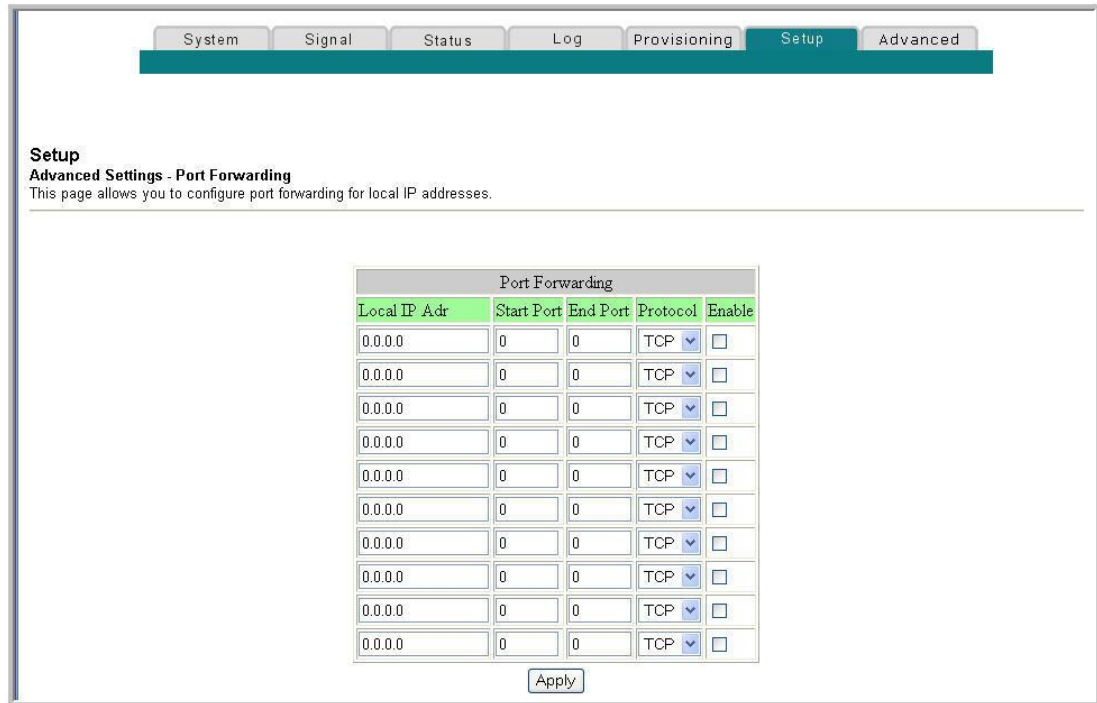 System Signal Status Log Provisioning Setup Advanced
Setup
Advanced Settings - Port Forwarding
This page allows you to configure port forwarding for local IP addresses.
Port Forwarding
Local IP Adr Start Port End Port Protocol Enable
0.0.0.0 0 0 TCP
0.0.0.0 0 0 TCP
0.0.0.0 0 0 TCP
0.0.0.0 0 0 TCP
0.0.0.0 0 0 TCP
0.0.0.0 0 0 TCP
0.0.0.0 0 0 TCP
0.0.0.0 0 0 TCP
0.0.0.0 0 0 TCP
0.0.0.0 0 0 TCP
Apply